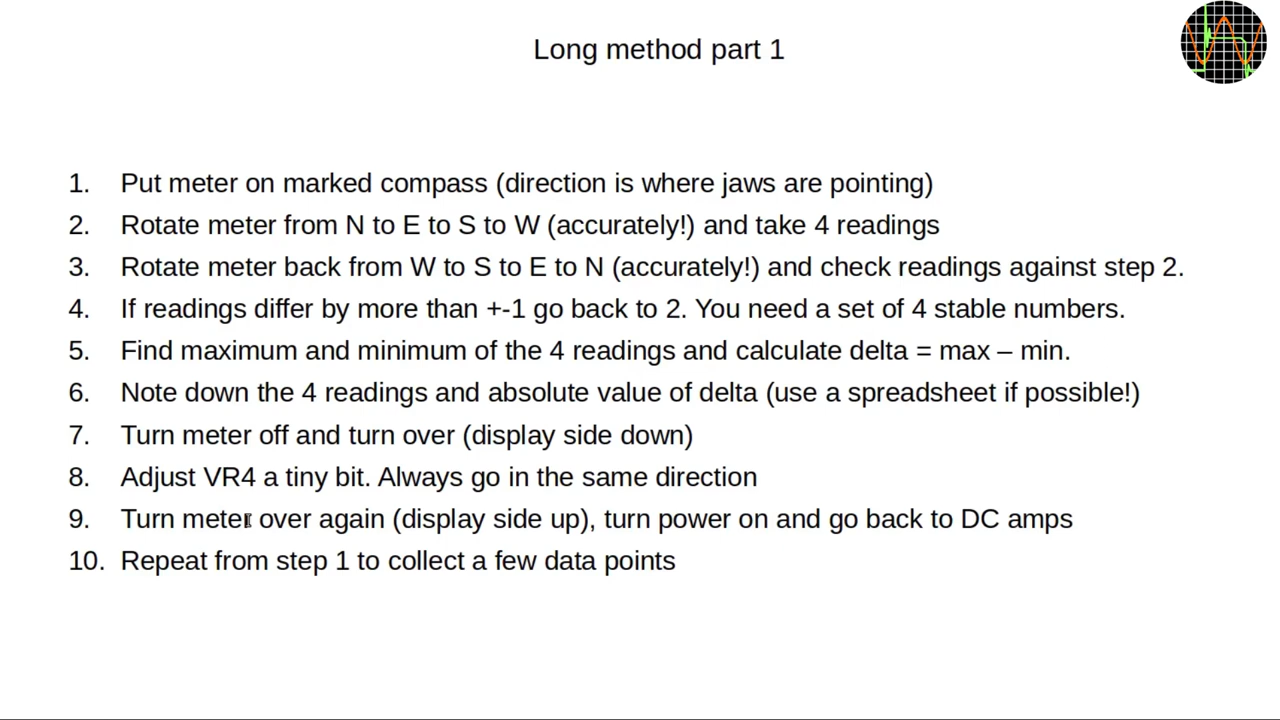 Long method part 1
1. Put meter on marked compass (direction is where jaws are pointing)
2. Rotate meter from N to E to S to W (accurately!) and take 4 readings
3. Rotate meter back from W to S to E to N (accurately!) and check readings against step 2.
4. If readings differ by more than +-1 go back to 2. You need a set of 4 stable numbers.
5. Find maximum and minimum of the 4 readings and calculate delta = max – min.
6. Note down the 4 readings and absolute value of delta (use a spreadsheet if possible!)
7. Turn meter off and turn over (display side down)
8. Adjust VR4 a tiny bit. Always go in the same direction
9. Turn meter over again (display side up), turn power on and go back to DC amps
10. Repeat from step 1 to collect a few data points